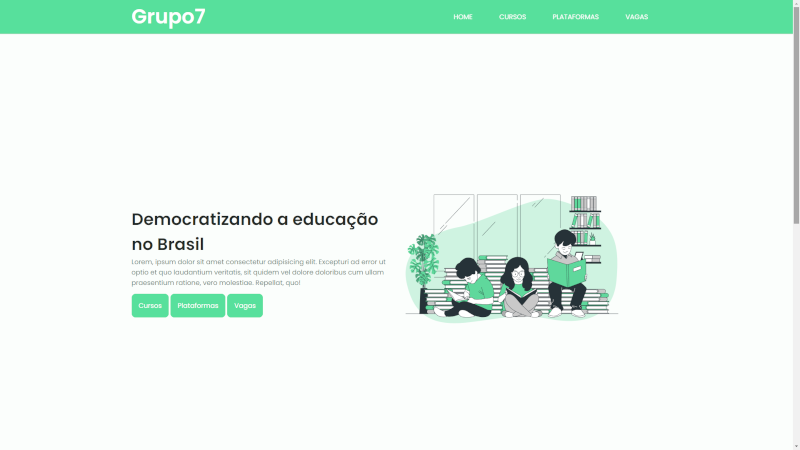 Grupo7
HOME CURSOS PLATAFORMAS VAGAS
Democratizando a educação
no Brasil
Lorem, ipsum dolor sit amet consectetur adipisicing elit. Excepturi ad error ut
optio et quo laudantium veritatis, sit quidem vel dolore doloribus cum ullam
praesentium ratione, vero molestiae. Repellat, quo!
Cursos Plataformas Vagas